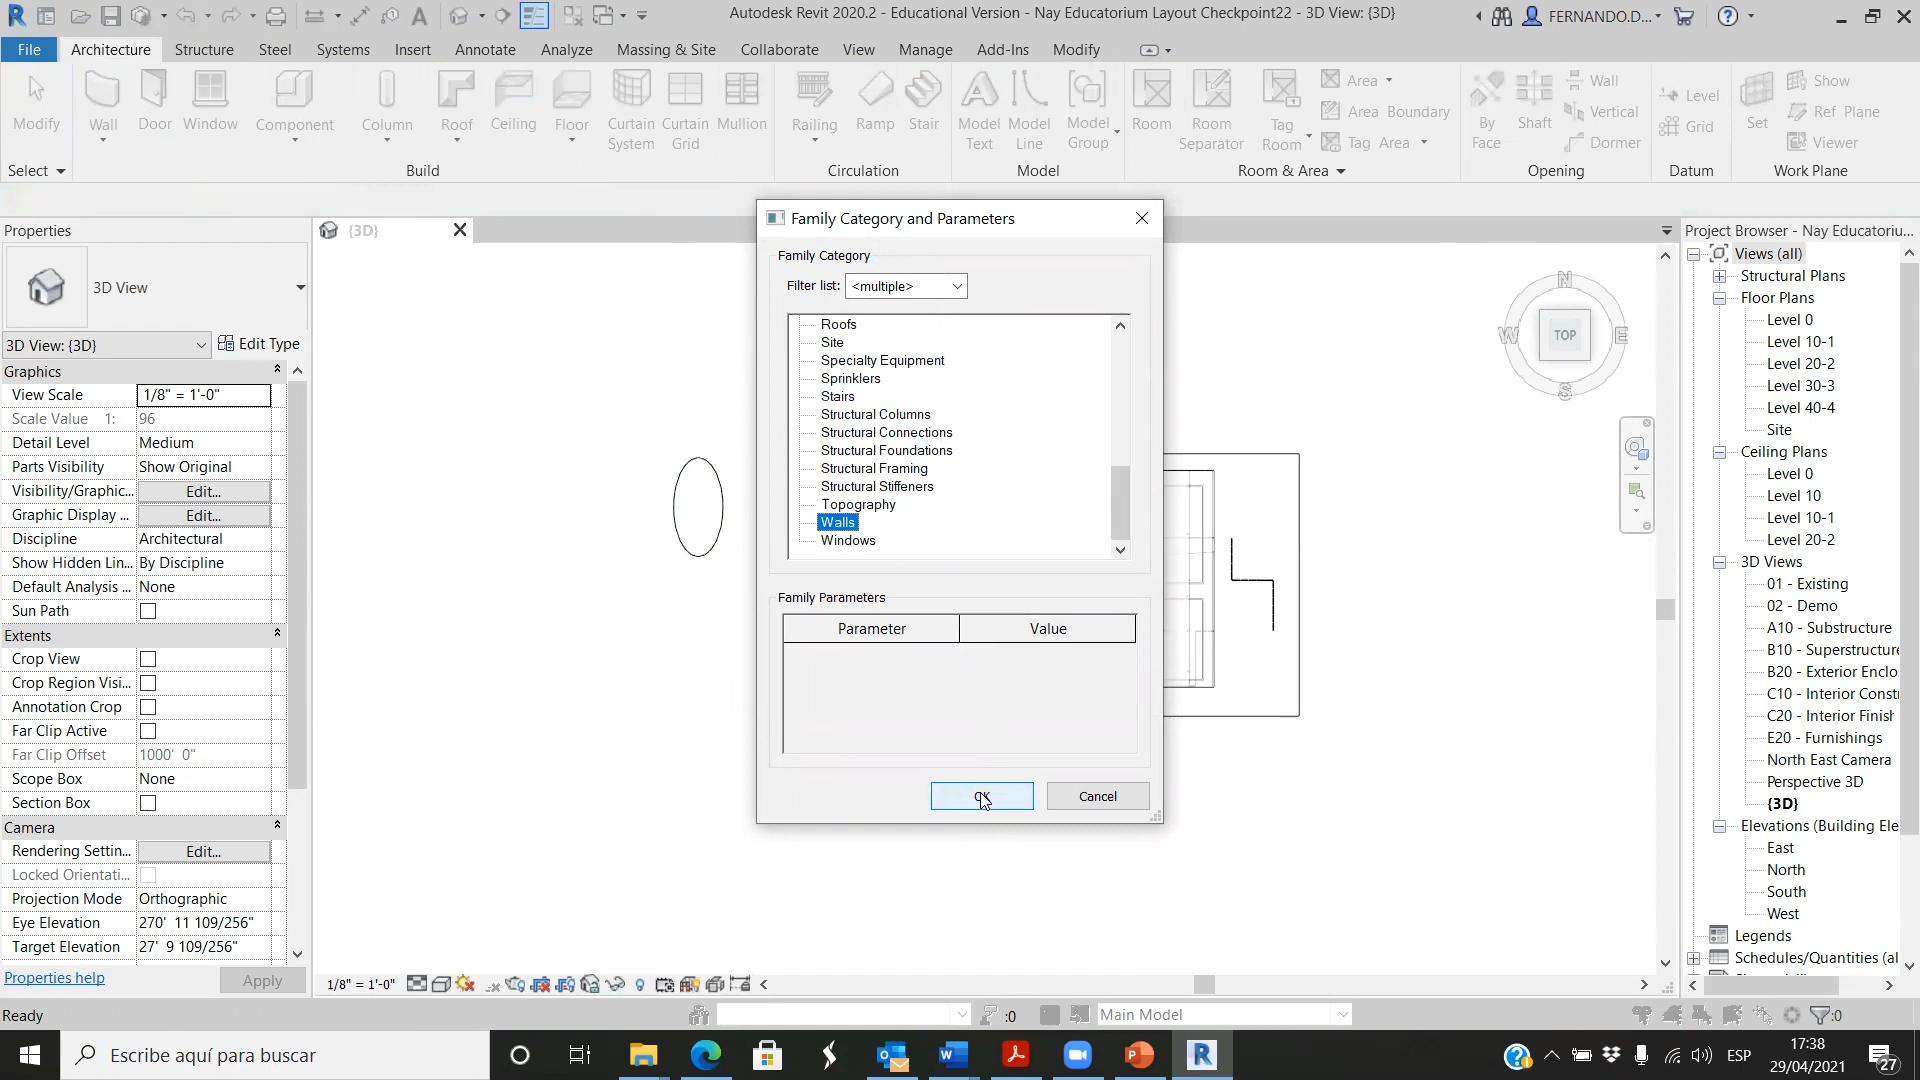 Autodesk Revit 2020.2 - Educational Version - Nay Educatorium Layout Checkpoint22 - 3D View: {3D}
FERNANDO.D...
File Architecture Structure Steel Systems Insert Annotate Analyze Massing & Site Collaborate View Manage Add-Ins Modify
Modify
Wall
Door
Window
Component
Column
Roof
Ceiling
Floor
Curtain System
Curtain Grid
Mullion
Railing
Ramp
Stair
Model Text
Model Line
Model Group
Room
Room Separator
Tag Room
Area
Area Boundary
Tag Area
By Face
Shaft
Wall
Vertical
Dormer
Level
Grid
Set
Show
Ref Plane
Viewer
Select Build Circulation Model Room & Area Opening Datum Work Plane
Properties
3D View
3D View: {3D} Edit Type
Graphics
View Scale 1/8" = 1'-0"
Scale Value 1: 96
Detail Level Medium
Parts Visibility Show Original
Visibility/Graphic... Edit...
Graphic Display ... Edit...
Discipline Architectural
Show Hidden Lin... By Discipline
Default Analysis ... None
Sun Path
Extents
Crop View
Crop Region Visi...
Annotation Crop
Far Clip Active
Far Clip Offset 1000' 0"
Scope Box None
Section Box
Camera
Rendering Settin... Edit...
Locked Orientati...
Projection Mode Orthographic
Eye Elevation 270' 11 109/256"
Target Elevation 27' 9 109/256"
Properties help Apply
{3D}
Family Category and Parameters
Family Category
Filter list: <multiple>
Roofs
Site
Specialty Equipment
Sprinklers
Stairs
Structural Columns
Structural Connections
Structural Foundations
Structural Framing
Structural Stiffeners
Topography
Walls
Windows
Family Parameters
Parameter Value
OK Cancel
N
W TOP E
S
Project Browser - Nay Educatoriu...
Views (all)
Structural Plans
Floor Plans
Level 0
Level 10-1
Level 20-2
Level 30-3
Level 40-4
Site
Ceiling Plans
Level 0
Level 10
Level 10-1
Level 20-2
3D Views
01 - Existing
02 - Demo
A10 - Substructure
B10 - Superstructure
B20 - Exterior Enclo
C10 - Interior Const
C20 - Interior Finish
E20 - Furnishings
North East Camera
Perspective 3D
{3D}
Elevations (Building Ele
East
North
South
West
Legends
Schedules/Quantities (al
1/8" = 1'-0"
Ready :0 Main Model :0
Escribe aquí para buscar
ESP
17:38
29/04/2021
27